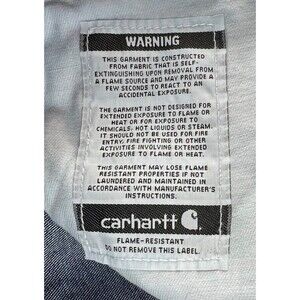 WARNING
THIS GARMENT IS CONSTRUCTED
FROM FABRIC THAT IS SELF-
EXTINGUISHING UPON REMOVAL FROM
A FLAME SOURCE AND MAY PROVIDE A
FEW SECONDS TO REACT TO AN
ACCIDENTAL EXPOSURE.
THE GARMENT IS NOT DESIGNED FOR
EXTENDED EXPOSURE TO FLAME OR
HEAT OR FOR EXPOSURE TO
CHEMICALS, HOT LIQUIDS OR STEAM.
IT SHOULD NOT BE USED FOR FIRE
ENTRY, FIRE FIGHTING OR OTHER
ACTIVITIES INVOLVING EXTENDED
EXPOSURE TO FLAME OR HEAT.
THIS GARMENT MAY LOSE FLAME
RESISTANT PROPERTIES IF NOT
LAUNDERED AND MAINTAINED IN
ACCORDANCE WITH MANUFACTURER'S
INSTRUCTIONS.
carhartt
FLAME-RESISTANT
DO NOT REMOVE THIS LABEL.